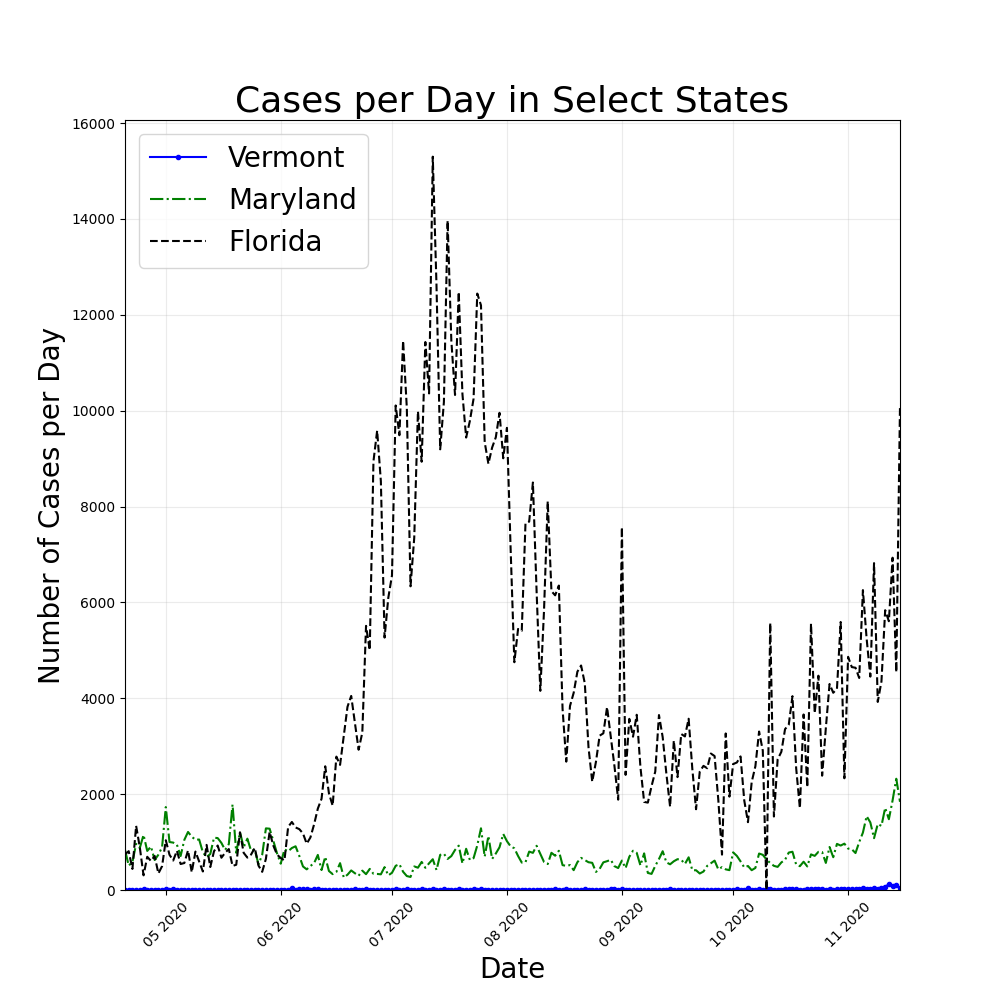 Cases per Day in Select States
Number of Cases per Day
16000
14000
12000
10000
8000
6000
4000
2000
0
Vermont
Maryland
Florida
05 2020
06 2020
07 2020
08 2020
09 2020
10 2020
11 2020
Date